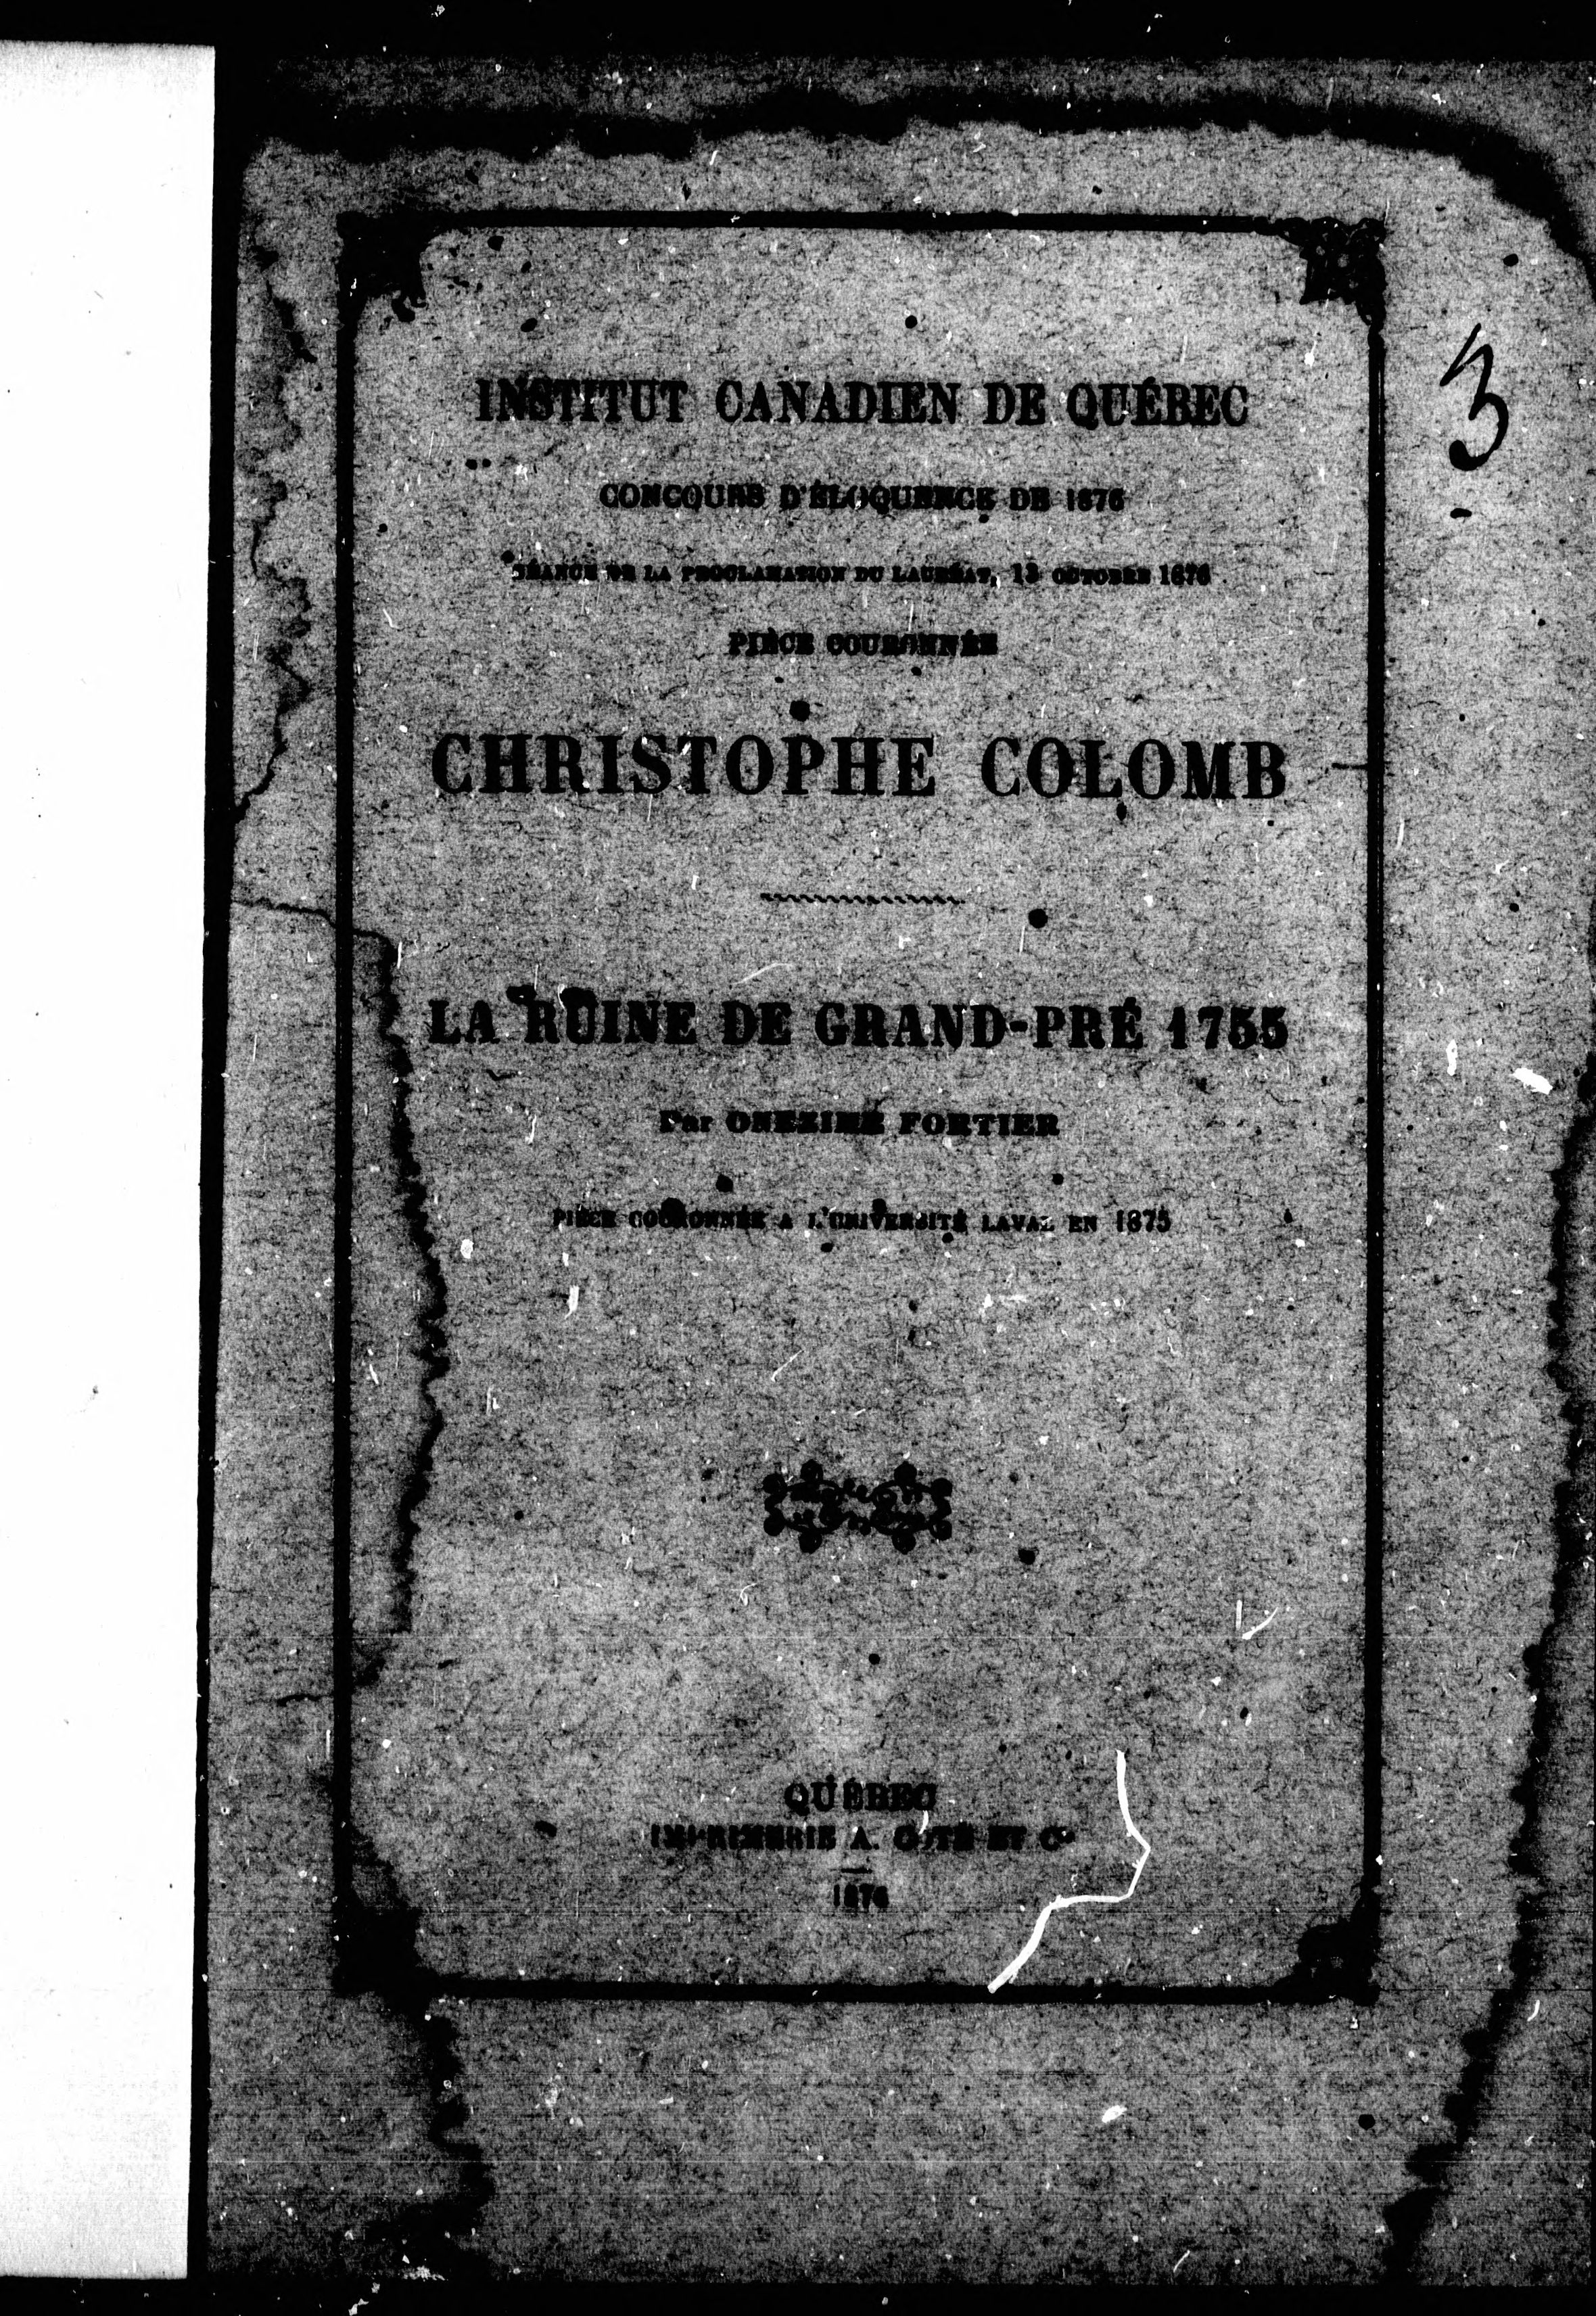 INSTITUT CANADIEN DE QUÉBEC
3
CONCOURS D'ÉLOQUENCE DE 1876
SÉANCE DE LA PROCLAMATION DU LAURÉAT, 13 OCTOBRE 1876
PIÈCE COURONNÉE
CHRISTOPHE COLOMB
LA RUINE DE GRAND-PRÉ 1755
Par ONEZIME FORTIER
PIÈCE COURONNÉE A L'UNIVERSITÉ LAVAL EN 1875
QUÉBEC
IMPRIMERIE A. COTÉ ET Cie
1876